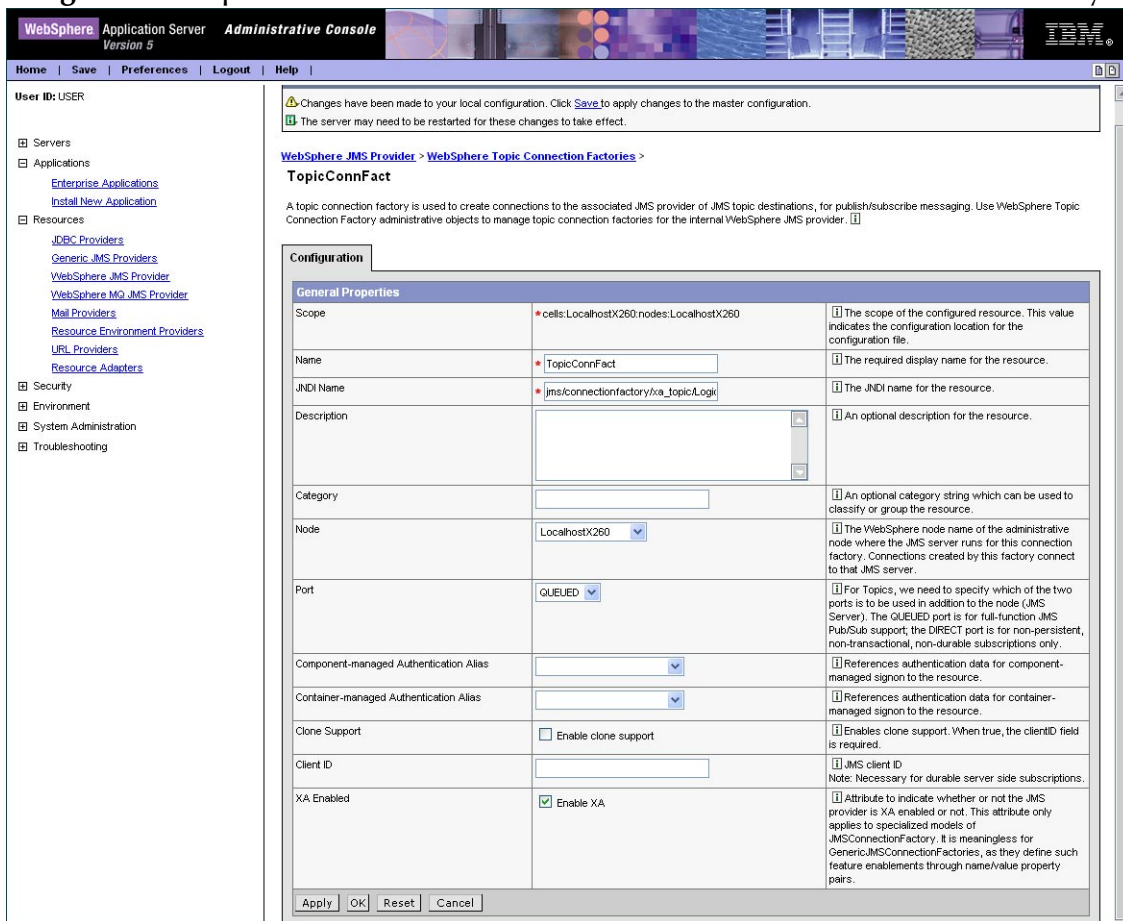 WebSphere Application Server Administrative Console
Version 5
IBM®
Home | Save | Preferences | Logout | Help |
User ID: USER
Servers
Applications
Enterprise Applications
Install New Application
Resources
JDBC Providers
Generic JMS Providers
WebSphere JMS Provider
WebSphere MQ JMS Provider
Mail Providers
Resource Environment Providers
URL Providers
Resource Adapters
Security
Environment
System Administration
Troubleshooting
Changes have been made to your local configuration. Click Save to apply changes to the master configuration.
The server may need to be restarted for these changes to take effect.
WebSphere JMS Provider > WebSphere Topic Connection Factories >
TopicConnFact
A topic connection factory is used to create connections to the associated JMS provider of JMS topic destinations, for publish/subscribe messaging. Use WebSphere Topic
Connection Factory administrative objects to manage topic connection factories for the internal WebSphere JMS provider. i
Configuration
General Properties
Scope
* cells:LocalhostX260:nodes:LocalhostX260
i The scope of the configured resource. This value
indicates the configuration location for the
configuration file.
Name
* TopicConnFact
i The required display name for the resource.
JNDI Name
* jms/connectionfactory/xa_topic/Logic
i The JNDI name for the resource.
Description
i An optional description for the resource.
Category
i An optional category string which can be used to
classify or group the resource.
Node
LocalhostX260
i The WebSphere node name of the administrative
node where the JMS server runs for this connection
factory. Connections created by this factory connect
to that JMS server.
Port
QUEUED
i For Topics, we need to specify which of the two
ports is to be used in addition to the node (JMS
Server). The QUEUED port is for full-function JMS
Pub/Sub support; the DIRECT port is for non-persistent,
non-transactional, non-durable subscriptions only.
Component-managed Authentication Alias
i References authentication data for component-
managed signon to the resource.
Container-managed Authentication Alias
i References authentication data for container-
managed signon to the resource.
Clone Support
Enable clone support
i Enables clone support. When true, the clientID field
is required.
Client ID
i JMS client ID
Note: Necessary for durable server side subscriptions.
XA Enabled
Enable XA
i Attribute to indicate whether or not the JMS
provider is XA enabled or not. This attribute only
applies to specialized models of
JMSConnectionFactory. It is meaningless for
GenericJMSConnectionFactories, as they define such
feature enablements through name/value property
pairs.
Apply OK Reset Cancel